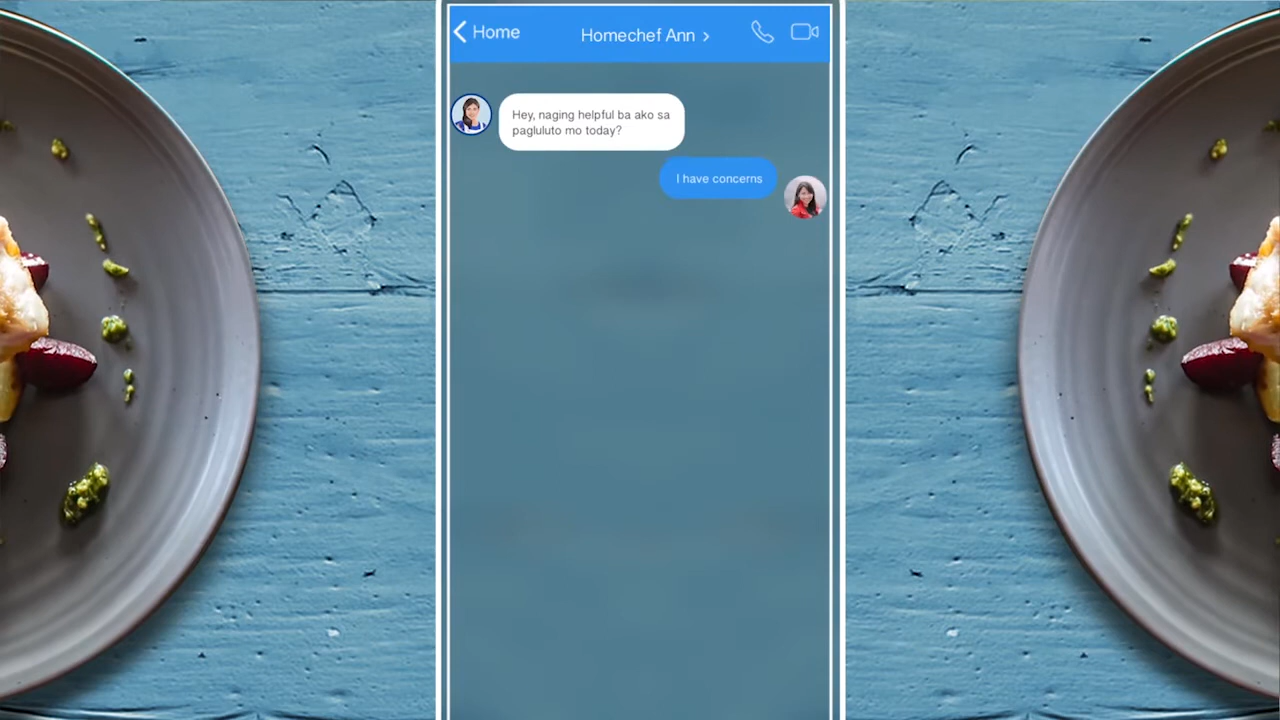 Home
Homechef Ann
Hey, naging helpful ba ako sa
pagluluto mo today?
I have concerns